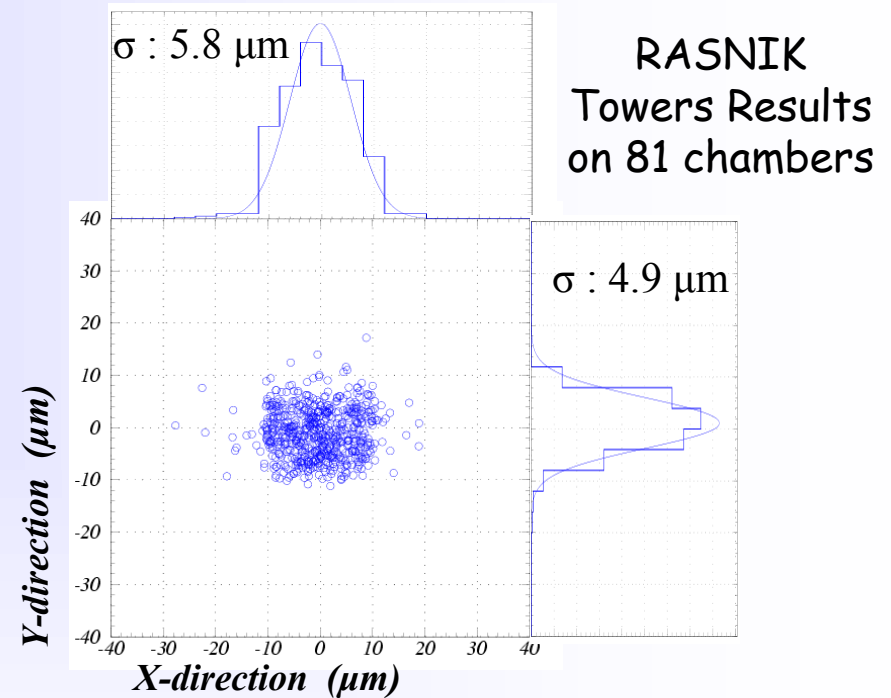 σ : 5.8 μm
RASNIK
Towers Results
on 81 chambers
σ : 4.9 μm
40
30
20
10
0
-10
-20
-30
-40
Y-direction (μm)
-40 -30 -20 -10 0 10 20 30 40
X-direction (μm)